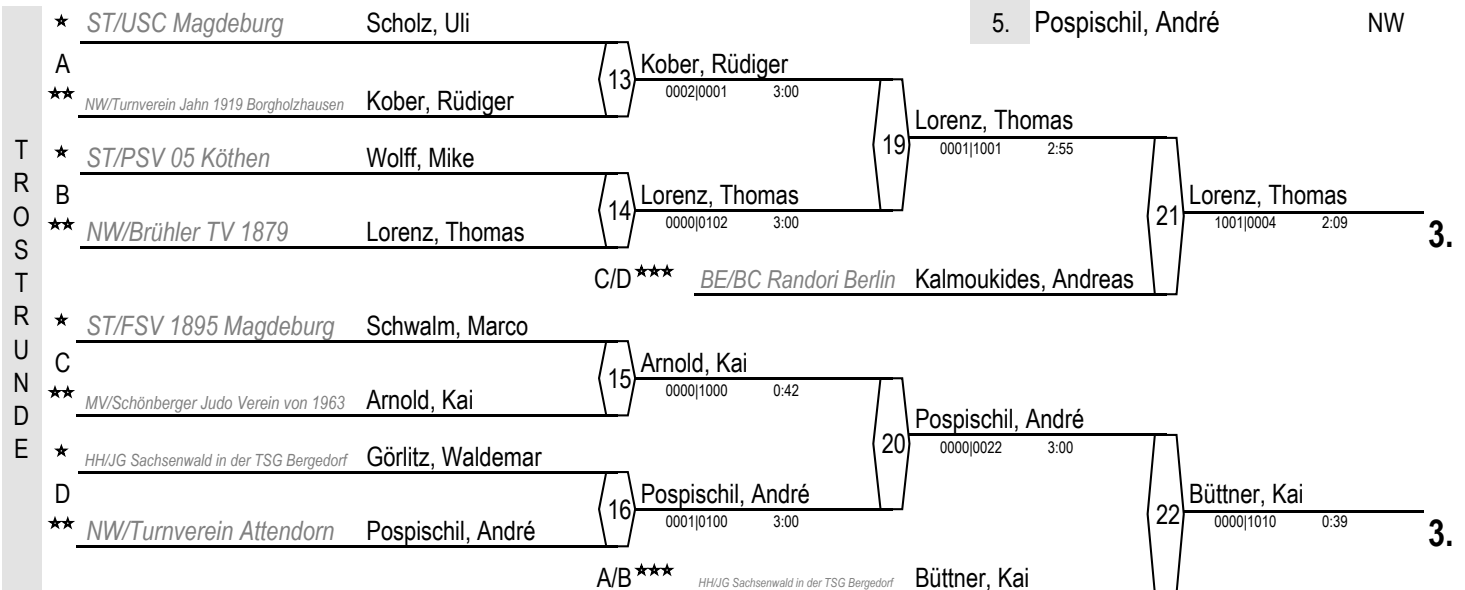 ★ ST/USC Magdeburg Scholz, Uli
5. Pospischil, André NW
A
13 Kober, Rüdiger
0002|0001 3:00
★★ NW/Turnverein Jahn 1919 Borgholzhausen Kober, Rüdiger
19 Lorenz, Thomas
0001|1001 2:55
TROSTRUNDE
★ ST/PSV 05 Köthen Wolff, Mike
B
14 Lorenz, Thomas
0000|0102 3:00
21 Lorenz, Thomas
1001|0004 2:09
3.
★★ NW/Brühler TV 1879 Lorenz, Thomas
C/D ★★★ BE/BC Randori Berlin Kalmoukides, Andreas
★ ST/FSV 1895 Magdeburg Schwalm, Marco
C
15 Arnold, Kai
0000|1000 0:42
★★ MV/Schönberger Judo Verein von 1963 Arnold, Kai
20 Pospischil, André
0000|0022 3:00
★ HH/JG Sachsenwald in der TSG Bergedorf Görlitz, Waldemar
D
16 Pospischil, André
0001|0100 3:00
22 Büttner, Kai
0000|1010 0:39
3.
★★ NW/Turnverein Attendorn Pospischil, André
A/B ★★★ HH/JG Sachsenwald in der TSG Bergedorf Büttner, Kai